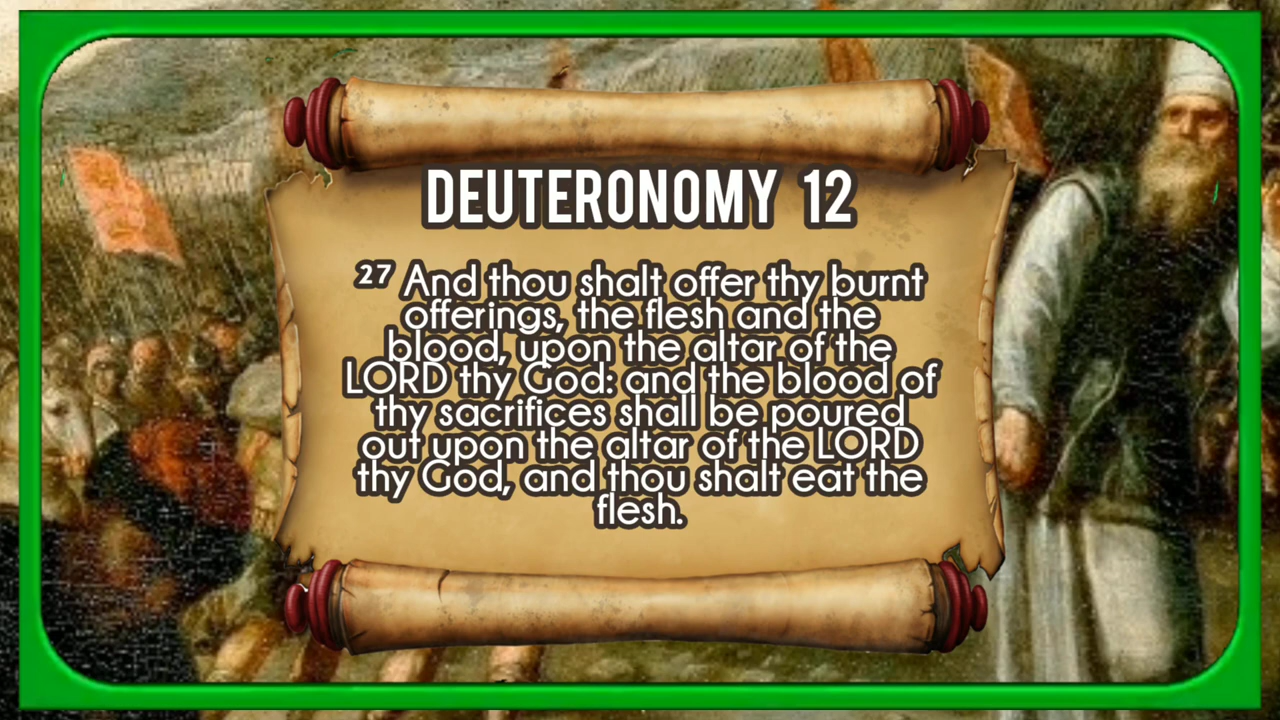 DEUTERONOMY 12
27 And thou shalt offer thy burnt
offerings, the flesh and the
blood, upon the altar of the
LORD thy God: and the blood of
thy sacrifices shall be poured
out upon the altar of the LORD
thy God, and thou shalt eat the
flesh.